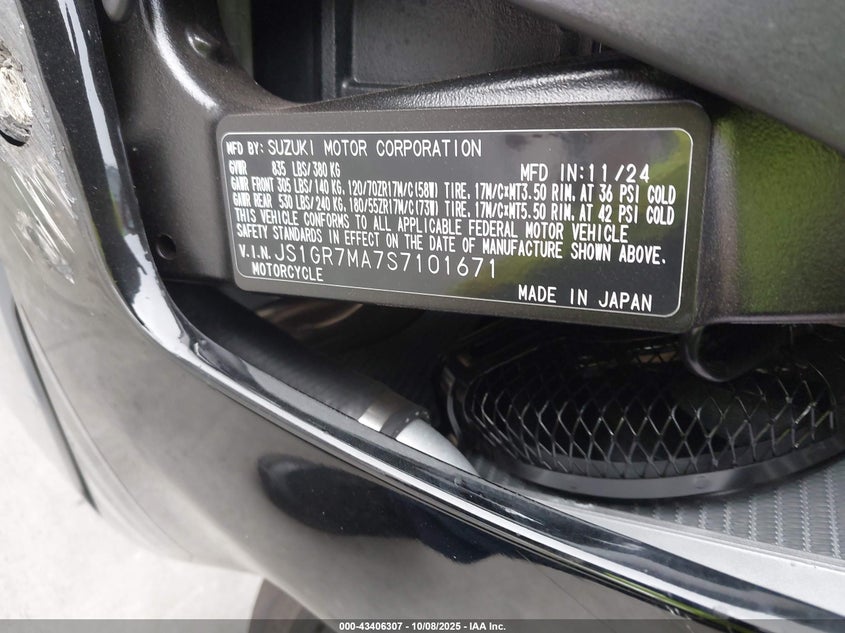 MFD BY: SUZUKI MOTOR CORPORATION
GVWR 835 LBS/380 KG MFD IN:11/24
GAWR FRONT 305 LBS/140 KG, 120/70ZR17M/C(58W) TIRE, 17M/C×MT3.50 RIM, AT 36 PSI COLD
GAWR REAR 530 LBS/240 KG, 180/55ZR17M/C(73W) TIRE, 17M/C×MT5.50 RIM, AT 42 PSI COLD
THIS VEHICLE CONFORMS TO ALL APPLICABLE FEDERAL MOTOR VEHICLE
SAFETY STANDARDS IN EFFECT ON THE DATE OF MANUFACTURE SHOWN ABOVE.
V.I.N. JS1GR7MA7S7101671
MOTORCYCLE MADE IN JAPAN
000-43406307 - 10/08/2025 - IAA Inc.